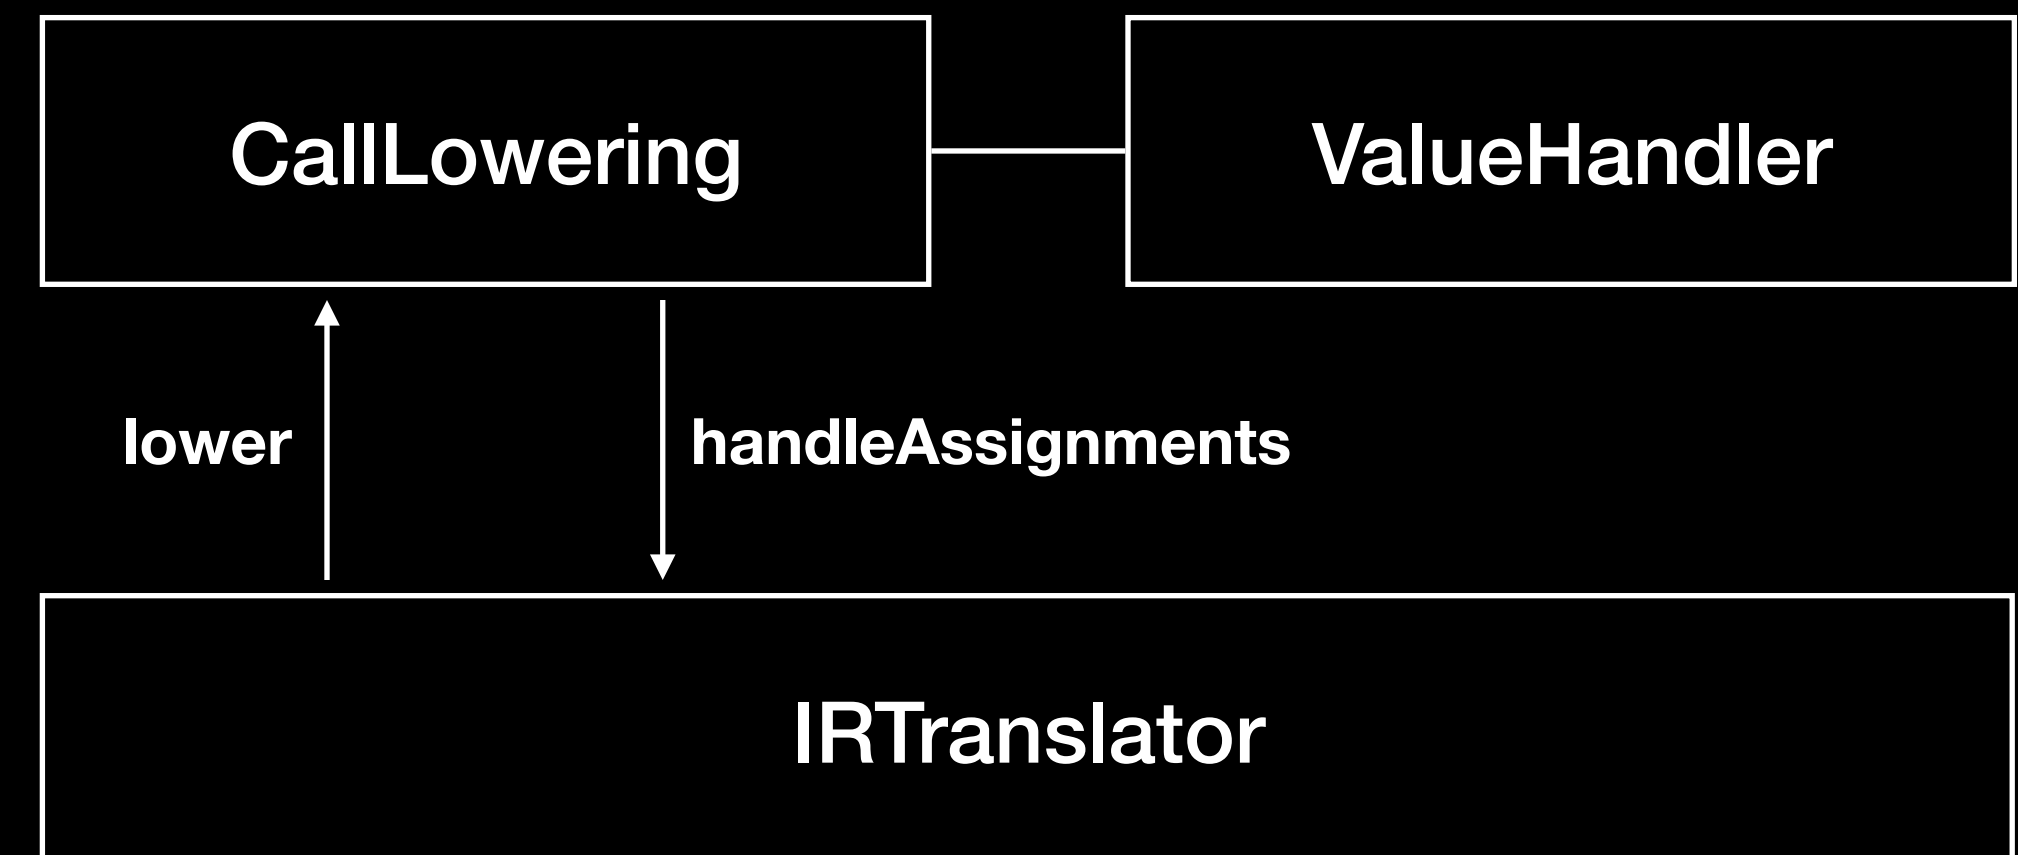 CallLowering
ValueHandler
lower
handleAssignments
IRTranslator